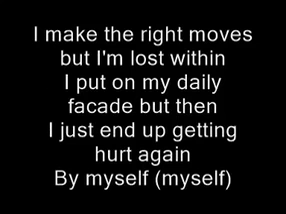 I make the right moves
but I'm lost within
I put on my daily
facade but then
I just end up getting
hurt again
By myself (myself)